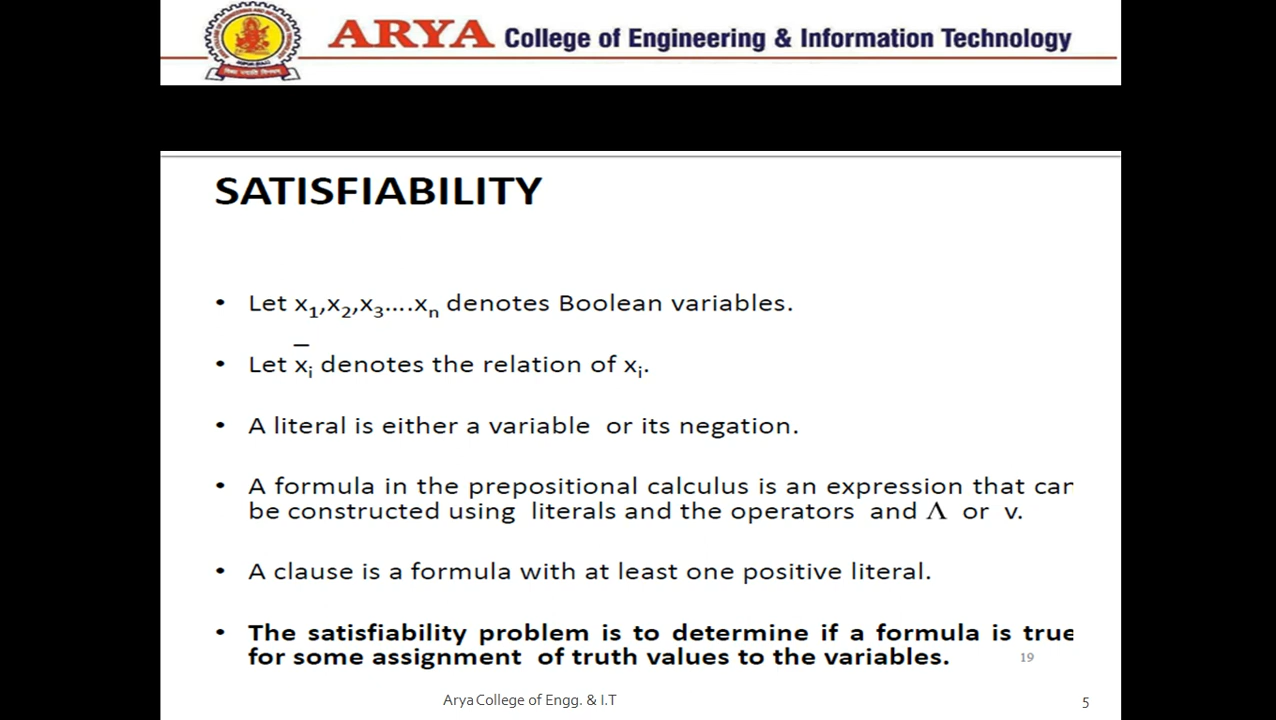 ARYA College of Engineering & Information Technology
SATISFIABILITY
• Let x₁,x₂,x₃....xₙ denotes Boolean variables.
• Let x̅ᵢ denotes the relation of xᵢ.
• A literal is either a variable or its negation.
• A formula in the prepositional calculus is an expression that can
be constructed using literals and the operators and Λ or v.
• A clause is a formula with at least one positive literal.
• The satisfiability problem is to determine if a formula is true
for some assignment of truth values to the variables.
19
Arya College of Engg. & I.T
5